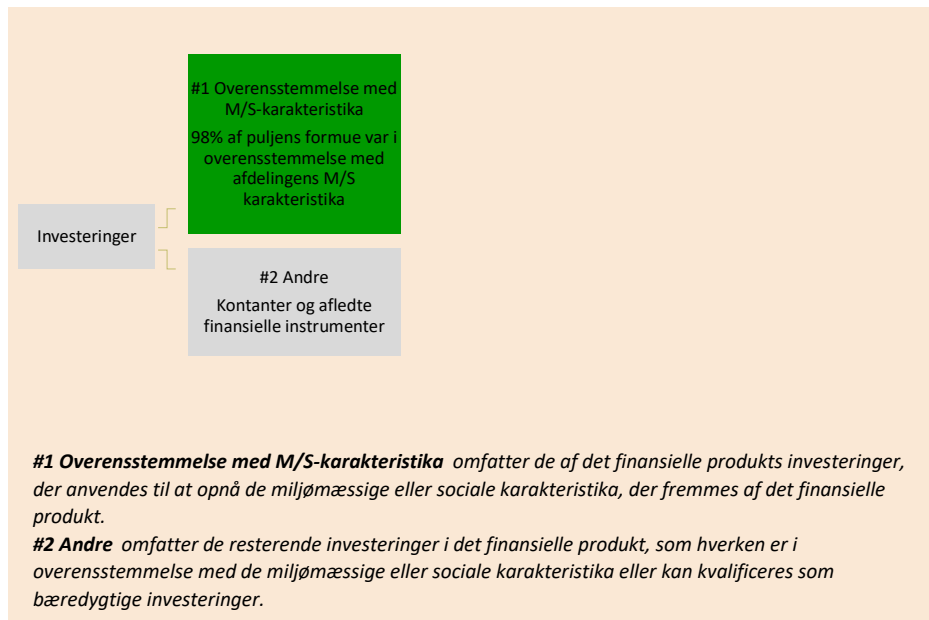 #1 Overensstemmelse med
M/S-karakteristika
98% af puljens formue var i
overensstemmelse med
afdelingens M/S
karakteristika
Investeringer
#2 Andre
Kontanter og afledte
finansielle instrumenter
#1 Overensstemmelse med M/S-karakteristika omfatter de af det finansielle produkts investeringer,
der anvendes til at opnå de miljømæssige eller sociale karakteristika, der fremmes af det finansielle
produkt.
#2 Andre omfatter de resterende investeringer i det finansielle produkt, som hverken er i
overensstemmelse med de miljømæssige eller sociale karakteristika eller kan kvalificeres som
bæredygtige investeringer.